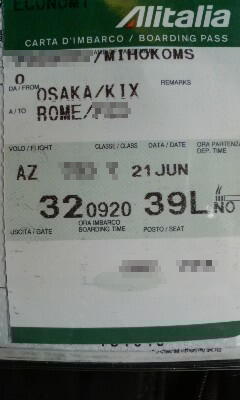 ECONOMY
Alitalia
CARTA D'IMBARCO / BOARDING PASS
/MIHOKOMS
O
DA / FROM OSAKA/KIX REMARKS
A / TO ROME/
VOLO / FLIGHT CLASSE / CLASS DATA / DATE ORA PARTENZA
DEP. TIME
AZ 21 JUN
32 0920 39L NO
USCITA / GATE ORA IMBARCO
BOARDING TIME POSTO / SEAT